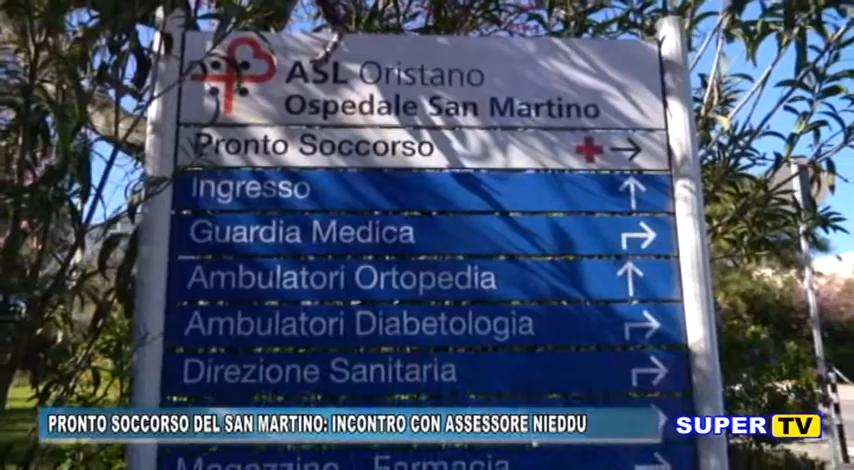 ASL Oristano
Ospedale San Martino
Pronto Soccorso
Ingresso
Guardia Medica
Ambulatori Ortopedia
Ambulatori Diabetologia
Direzione Sanitaria
PRONTO SOCCORSO DEL SAN MARTINO: INCONTRO CON ASSESSORE NIEDDU
SUPER TV
Magazzino Farmacia